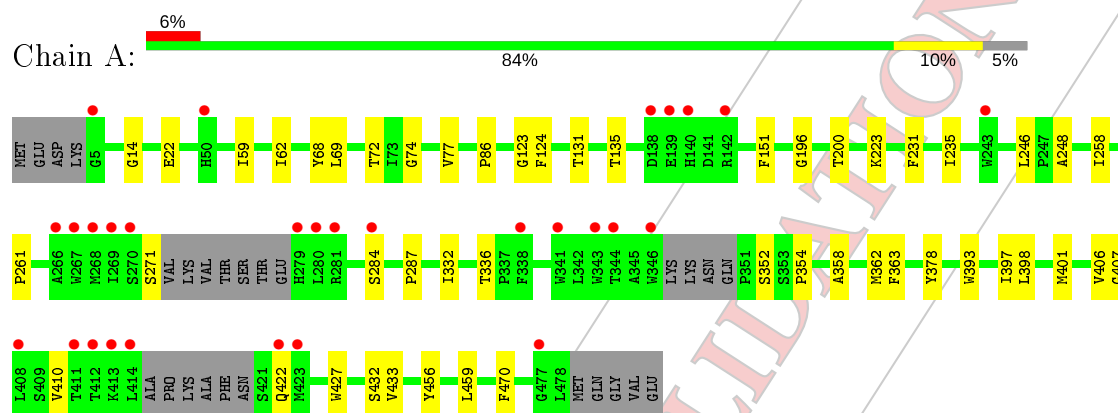 6%
Chain A:
84% 10% 5%
MET GLU ASP LYS G5 G14 E22 H50 I59 I62 Y68 L69 T72 I73 G74 V77 P86 G123 F124 T131 T135 D138 E139 H140 D141 R142 F151 G196 T200 K223 F231 I235 W243 L246 P247 A248 I258
P261 A266 W267 M268 I269 S270 S271 VAL LYS VAL THR SER THR GLU H279 L280 R281 S284 P287 I332 T336 P337 F338 W341 L342 W343 T344 A345 W346 LYS LYS ASN GLN P351 S352 S353 P354 A358 M362 F363 Y378 W393 I397 L398 M401 V406
L408 S409 V410 T411 T412 K413 L414 ALA PRO LYS ALA PHE ASN S421 Q422 M423 W427 S432 V433 Y456 L459 F470 G477 L478 MET GLN GLY VAL GLU
LIDATION